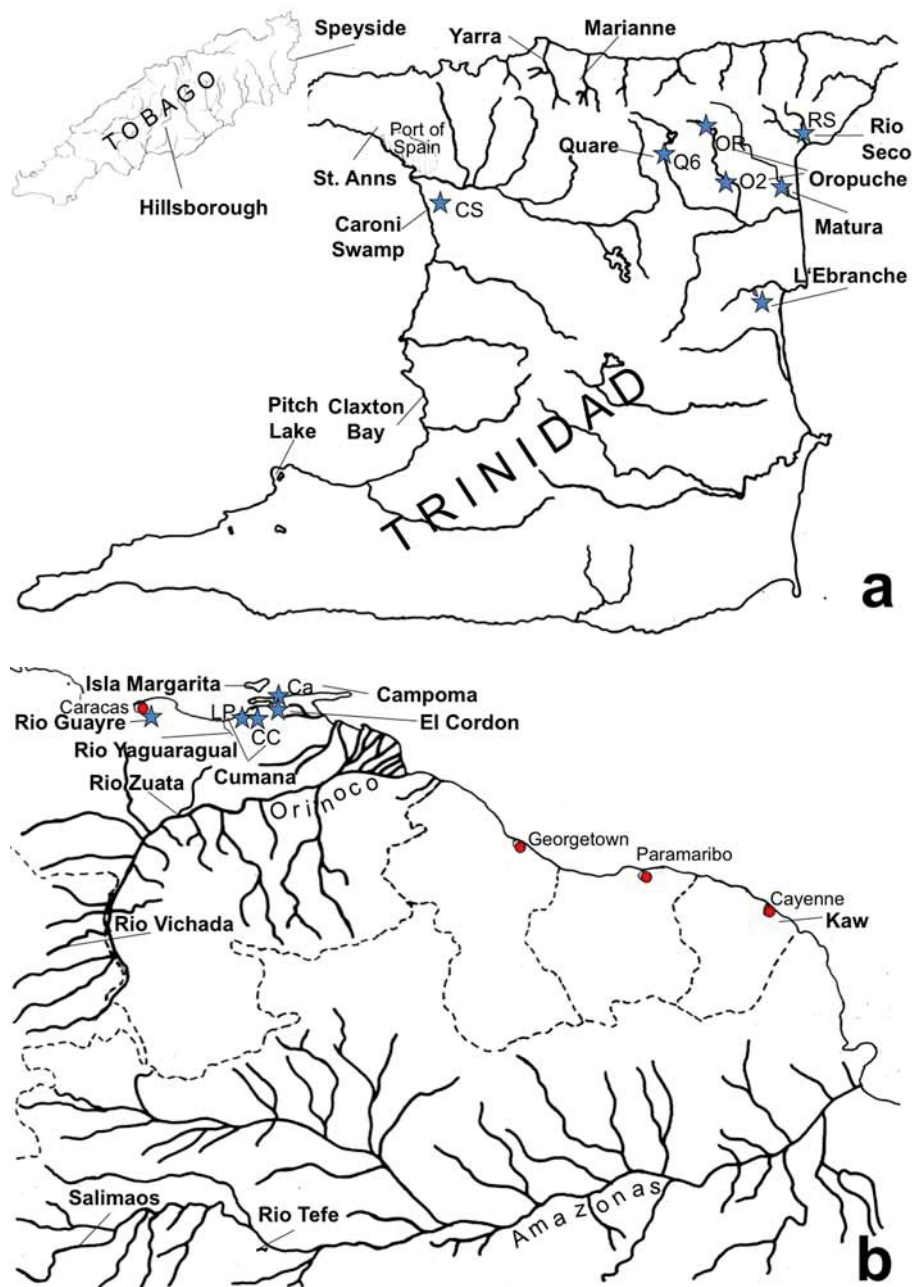 Speyside
TOBAGO
Hillsborough
Yarra
Marianne
Port of
Spain
St. Anns
Quare
Q6
OR
RS
Rio
Seco
O2
Oropuche
Matura
Caroni
Swamp
CS
L'Ebranche
Pitch
Lake
Claxton
Bay
TRINIDAD
a
Isla Margarita
Ca
Campoma
Caracas
Rio Guayre
LP
El Cordon
Rio Yaguaragual
CC
Cumana
Rio Zuata
Orinoco
Georgetown
Paramaribo
Cayenne
Kaw
Rio Vichada
Salimaos
Rio Tefe
Amazonas
b